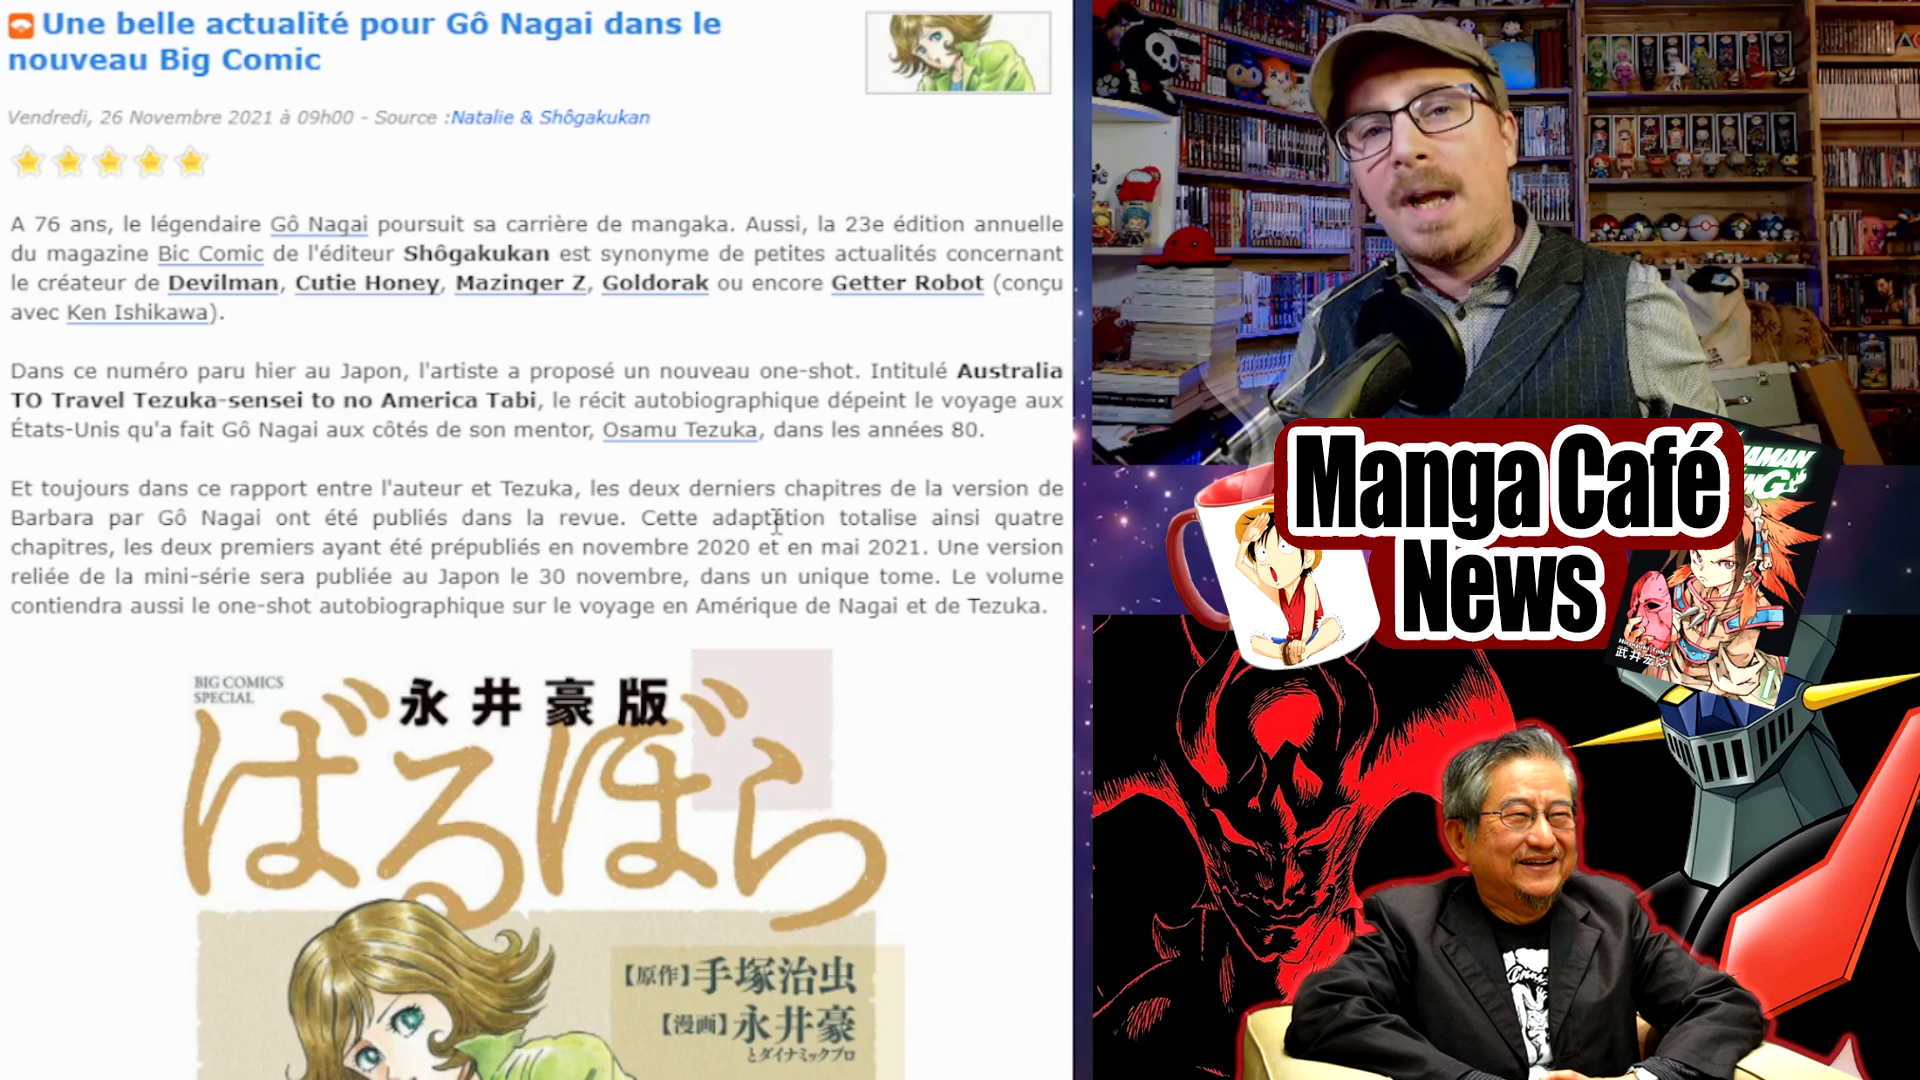 Une belle actualité pour Gô Nagai dans le
nouveau Big Comic
Vendredi, 26 Novembre 2021 à 09h00 - Source :Natalie & Shôgakukan
A 76 ans, le légendaire Gô Nagai poursuit sa carrière de mangaka. Aussi, la 23e édition annuelle
du magazine Bic Comic de l'éditeur Shôgakukan est synonyme de petites actualités concernant
le créateur de Devilman, Cutie Honey, Mazinger Z, Goldorak ou encore Getter Robot (conçu
avec Ken Ishikawa).
Dans ce numéro paru hier au Japon, l'artiste a proposé un nouveau one-shot. Intitulé Australia
TO Travel Tezuka-sensei to no America Tabi, le récit autobiographique dépeint le voyage aux
États-Unis qu'a fait Gô Nagai aux côtés de son mentor, Osamu Tezuka, dans les années 80.
Et toujours dans ce rapport entre l'auteur et Tezuka, les deux derniers chapitres de la version de
Barbara par Gô Nagai ont été publiés dans la revue. Cette adaptation totalise ainsi quatre
chapitres, les deux premiers ayant été prépubliés en novembre 2020 et en mai 2021. Une version
reliée de la mini-série sera publiée au Japon le 30 novembre, dans un unique tome. Le volume
contiendra aussi le one-shot autobiographique sur le voyage en Amérique de Nagai et de Tezuka.
BIG COMICS
SPECIAL
永井豪版
ばるぼら
【原作】手塚治虫
【漫画】永井豪
とダイナミックプロ
Manga Café
News
武井宏之
1